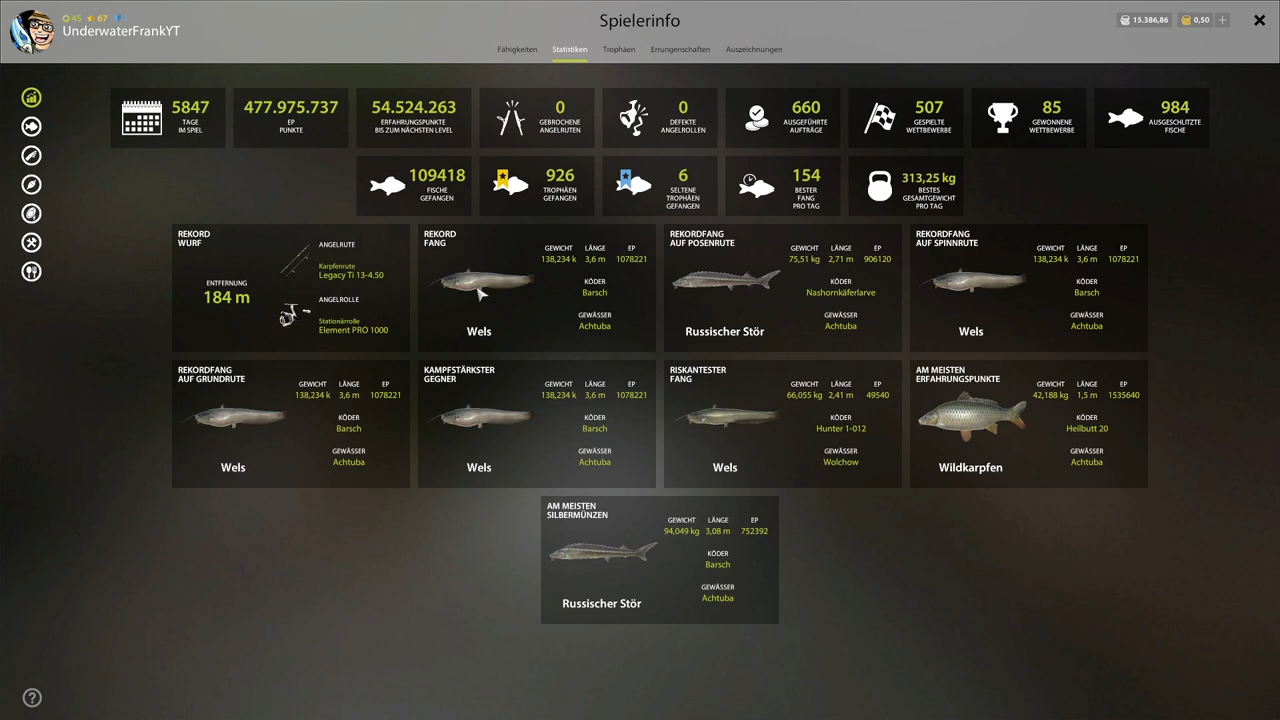 45 67
UnderwaterFrankYT
Spielerinfo
15.386,86 0,50
Fähigkeiten Statistiken Trophäen Errungenschaften Auszeichnungen
5847
TAGE
IM SPIEL
477.975.737
EP
PUNKTE
54.524.263
ERFAHRUNGSPUNKTE
BIS ZUM NÄCHSTEN LEVEL
0
GEBROCHENE
ANGELRUTEN
0
DEFEKTE
ANGELROLLEN
660
AUSGEFÜHRTE
AUFTRÄGE
507
GESPIELTE
WETTBEWERBE
85
GEWONNENE
WETTBEWERBE
984
AUSGESCHLITZTE
FISCHE
109418
FISCHE
GEFANGEN
926
TROPHÄEN
GEFANGEN
6
SELTENE
TROPHÄEN
GEFANGEN
154
BESTER
FANG
PRO TAG
313,25 kg
BESTES
GESAMTGEWICHT
PRO TAG
REKORD
WURF
ENTFERNUNG
184 m
ANGELRUTE
Karpfenrute
Legacy Ti 13-4.50
ANGELROLLE
Stationärrolle
Element PRO 1000
REKORD
FANG
GEWICHT LÄNGE EP
138,234 k 3,6 m 1078221
KÖDER
Barsch
GEWÄSSER
Achtuba
Wels
REKORDFANG
AUF POSENRUTE
GEWICHT LÄNGE EP
75,51 kg 2,71 m 906120
KÖDER
Nashornkäferlarve
GEWÄSSER
Achtuba
Russischer Stör
REKORDFANG
AUF SPINNRUTE
GEWICHT LÄNGE EP
138,234 k 3,6 m 1078221
KÖDER
Barsch
GEWÄSSER
Achtuba
Wels
REKORDFANG
AUF GRUNDRUTE
GEWICHT LÄNGE EP
138,234 k 3,6 m 1078221
KÖDER
Barsch
GEWÄSSER
Achtuba
Wels
KAMPFSTÄRKSTER
GEGNER
GEWICHT LÄNGE EP
138,234 k 3,6 m 1078221
KÖDER
Barsch
GEWÄSSER
Achtuba
Wels
RISKANTESTER
FANG
GEWICHT LÄNGE EP
66,055 kg 2,41 m 49540
KÖDER
Hunter 1-012
GEWÄSSER
Wolchow
Wels
AM MEISTEN
ERFAHRUNGSPUNKTE
GEWICHT LÄNGE EP
42,188 kg 1,5 m 1535640
KÖDER
Heilbutt 20
GEWÄSSER
Achtuba
Wildkarpfen
AM MEISTEN
SILBERMÜNZEN
GEWICHT LÄNGE EP
94,049 kg 3,08 m 752392
KÖDER
Barsch
GEWÄSSER
Achtuba
Russischer Stör